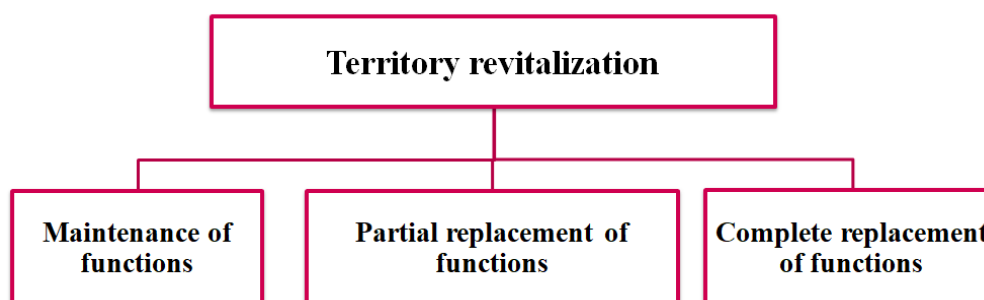 Territory revitalization
Maintenance of
functions
Partial replacement of
functions
Complete replacement
of functions